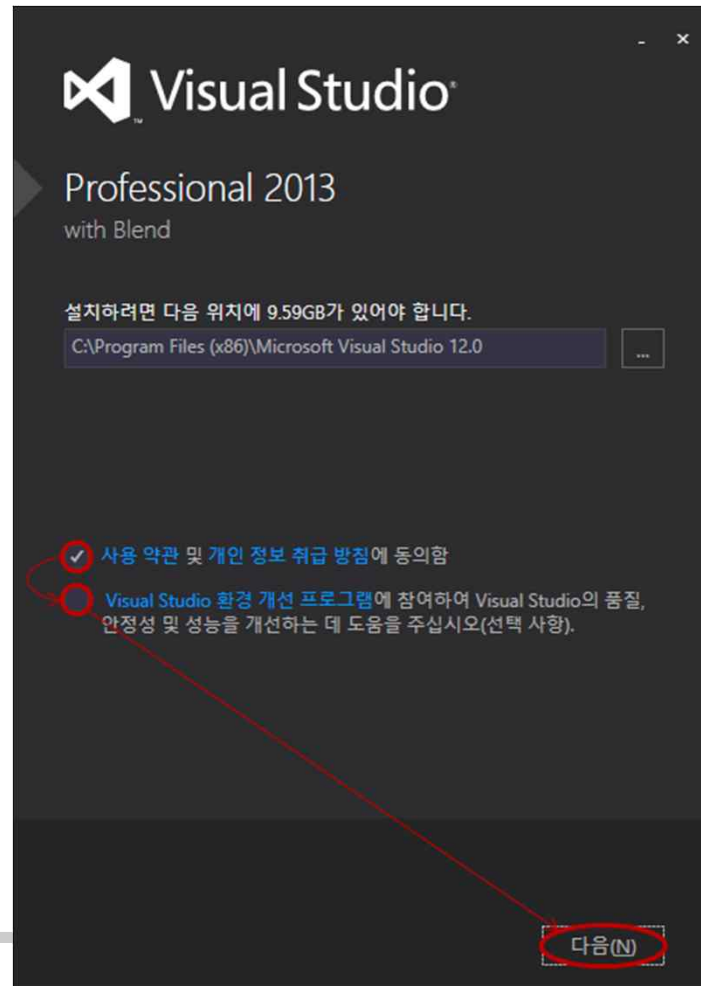 Visual Studio
Professional 2013
with Blend
설치하려면 다음 위치에 9.59GB가 있어야 합니다.
C:\Program Files (x86)\Microsoft Visual Studio 12.0
...
사용 약관 및 개인 정보 취급 방침에 동의함
Visual Studio 환경 개선 프로그램에 참여하여 Visual Studio의 품질,
안정성 및 성능을 개선하는 데 도움을 주십시오(선택 사항).
다음(N)